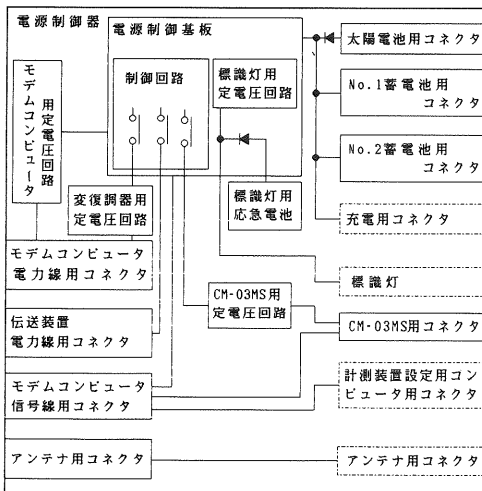 電源制御器
電源制御基板
制御回路
標識灯用
定電圧回路
モデムコンピュータ
用定電圧回路
変復調器用
定電圧回路
標識灯用
応急電池
太陽電池用コネクタ
No.1蓄電池用
コネクタ
No.2蓄電池用
コネクタ
充電用コネクタ
モデムコンピュータ
電力線用コネクタ
標識灯
CM-03MS用
定電圧回路
伝送装置
電力線用コネクタ
CM-03MS用コネクタ
モデムコンピュータ
信号線用コネクタ
計測装置設定用コン
ピュータ用コネクタ
アンテナ用コネクタ
アンテナ用コネクタ